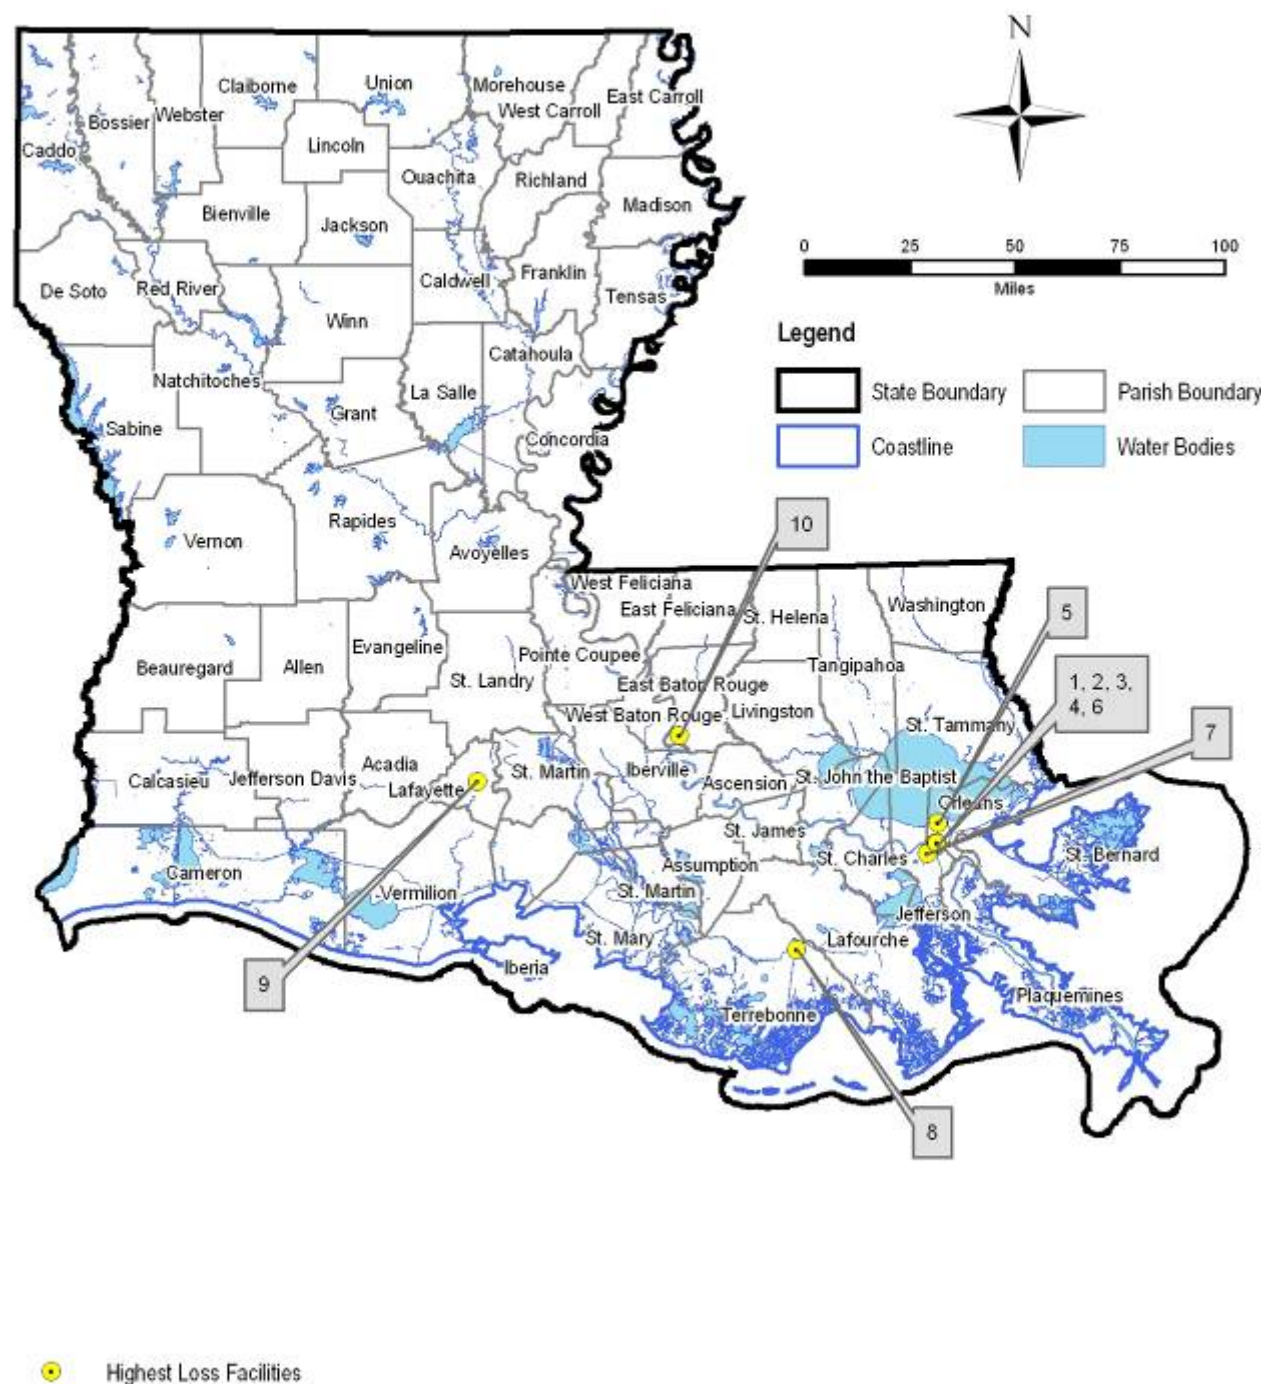 N
Claiborne
Union
Morehouse
East Carroll
West Carroll
Webster
Bossier
Lincoln
Caddo
Ouachita
Richland
Madison
Bienville
Jackson
0 25 50 75 100
Miles
Franklin
Caldwell
De Soto
Red River
Tensas
Winn
Legend
Catahoula
Natchitoches
La Salle
State Boundary
Parish Boundary
Grant
Sabine
Concordia
Coastline
Water Bodies
Rapides
10
Vernon
Avoyelles
West Feliciana
East Feliciana
St. Helena
Washington
5
Evangeline
Pointe Coupee
Beauregard
Allen
Tangipahoa
St. Landry
East Baton Rouge
1, 2, 3,
4, 6
West Baton Rouge
Livingston
St. Tammany
7
Acadia
Calcasieu
Jefferson Davis
Lafayette
St. Martin
Iberville
Ascension
St. John the Baptist
Orleans
St. James
St. Charles
St. Bernard
Cameron
Assumption
Vermilion
St. Martin
Jefferson
St. Mary
Lafourche
Iberia
9
Plaquemines
Terrebonne
8
Highest Loss Facilities